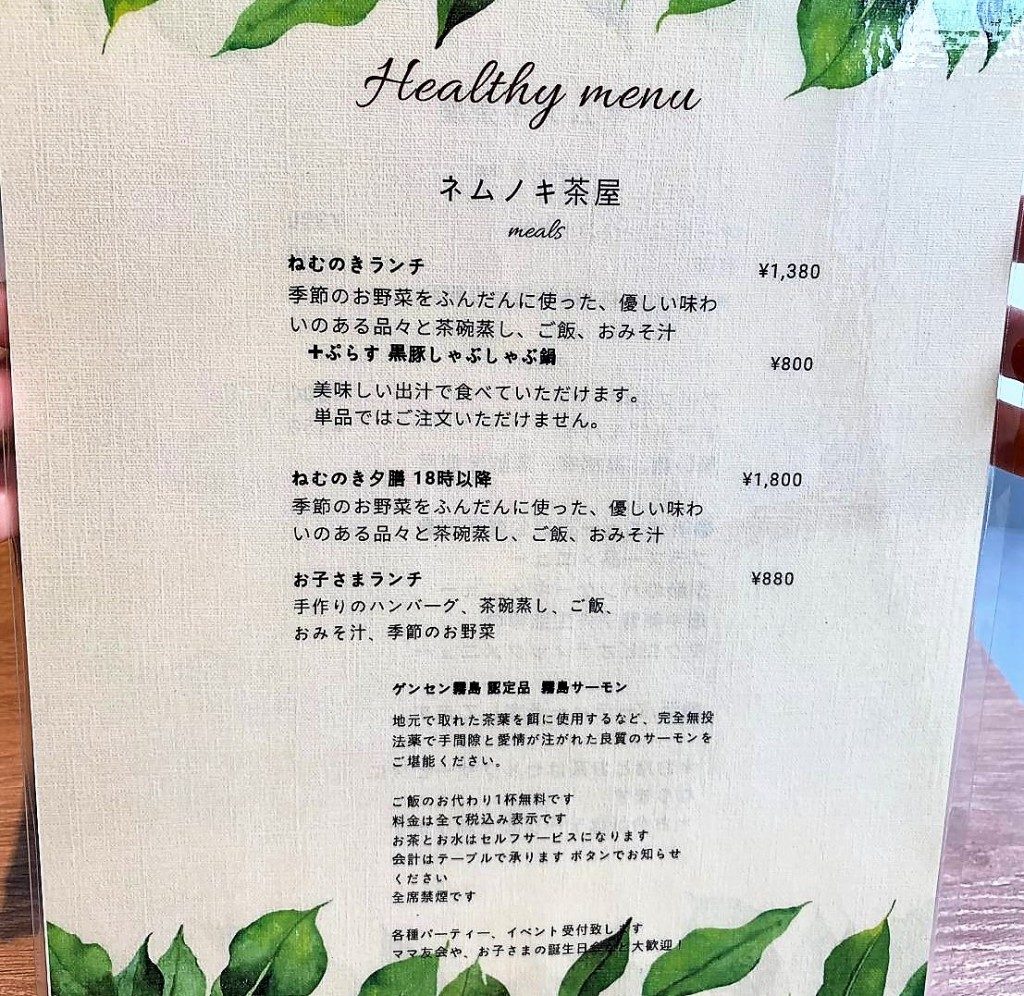 Healthy menu
ネムノキ茶屋
meals
ねむのきランチ ¥1,380
季節のお野菜をふんだんに使った、優しい味わ
いのある品々と茶碗蒸し、ご飯、おみそ汁
＋ぷらす 黒豚しゃぶしゃぶ鍋 ¥800
美味しい出汁で食べていただけます。
単品ではご注文いただけません。
ねむのき夕膳 18時以降 ¥1,800
季節のお野菜をふんだんに使った、優しい味わ
いのある品々と茶碗蒸し、ご飯、おみそ汁
お子さまランチ ¥880
手作りのハンバーグ、茶碗蒸し、ご飯、
おみそ汁、季節のお野菜
ゲンセン霧島 認定品 霧島サーモン
地元で取れた茶葉を餌に使用するなど、完全無投
法薬で手間隙と愛情が注がれた良質のサーモンを
ご堪能ください。
ご飯のお代わり1杯無料です
料金は全て税込み表示です
お茶とお水はセルフサービスになります
会計はテーブルで承ります ボタンでお知らせ
ください
全席禁煙です
各種パーティー、イベント受付致します
ママ友会や、お子さまの誕生日会など大歓迎！